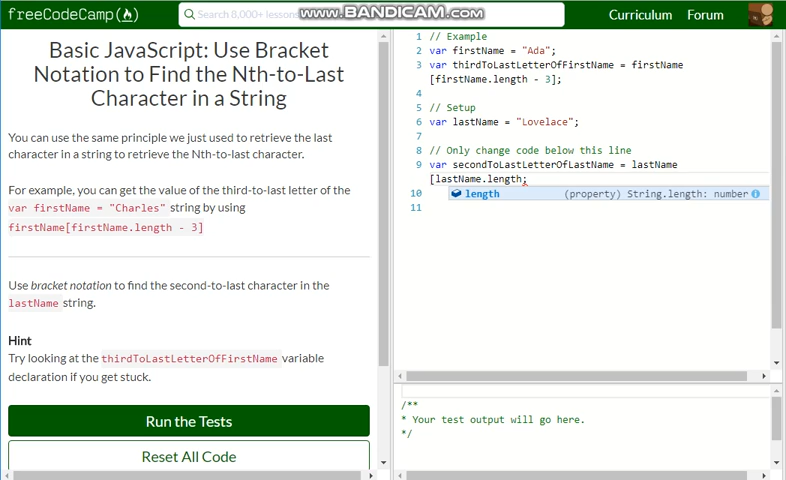 freeCodeCamp
Search 8,000+ lessons
www.BANDICAM.com
Curriculum
Forum
Basic JavaScript: Use Bracket
Notation to Find the Nth-to-Last
Character in a String
You can use the same principle we just used to retrieve the last
character in a string to retrieve the Nth-to-last character.
For example, you can get the value of the third-to-last letter of the
var firstName = "Charles" string by using
firstName[firstName.length - 3]
Use bracket notation to find the second-to-last character in the
lastName string.
Hint
Try looking at the thirdToLastLetterOfFirstName variable
declaration if you get stuck.
Run the Tests
Reset All Code
1 // Example
2 var firstName = "Ada";
3 var thirdToLastLetterOfFirstName = firstName
[firstName.length - 3];
4
5 // Setup
6 var lastName = "Lovelace";
7
8 // Only change code below this line
9 var secondToLastLetterOfLastName = lastName
[lastName.length;
10 length (property) String.length: number
11
/**
* Your test output will go here.
*/